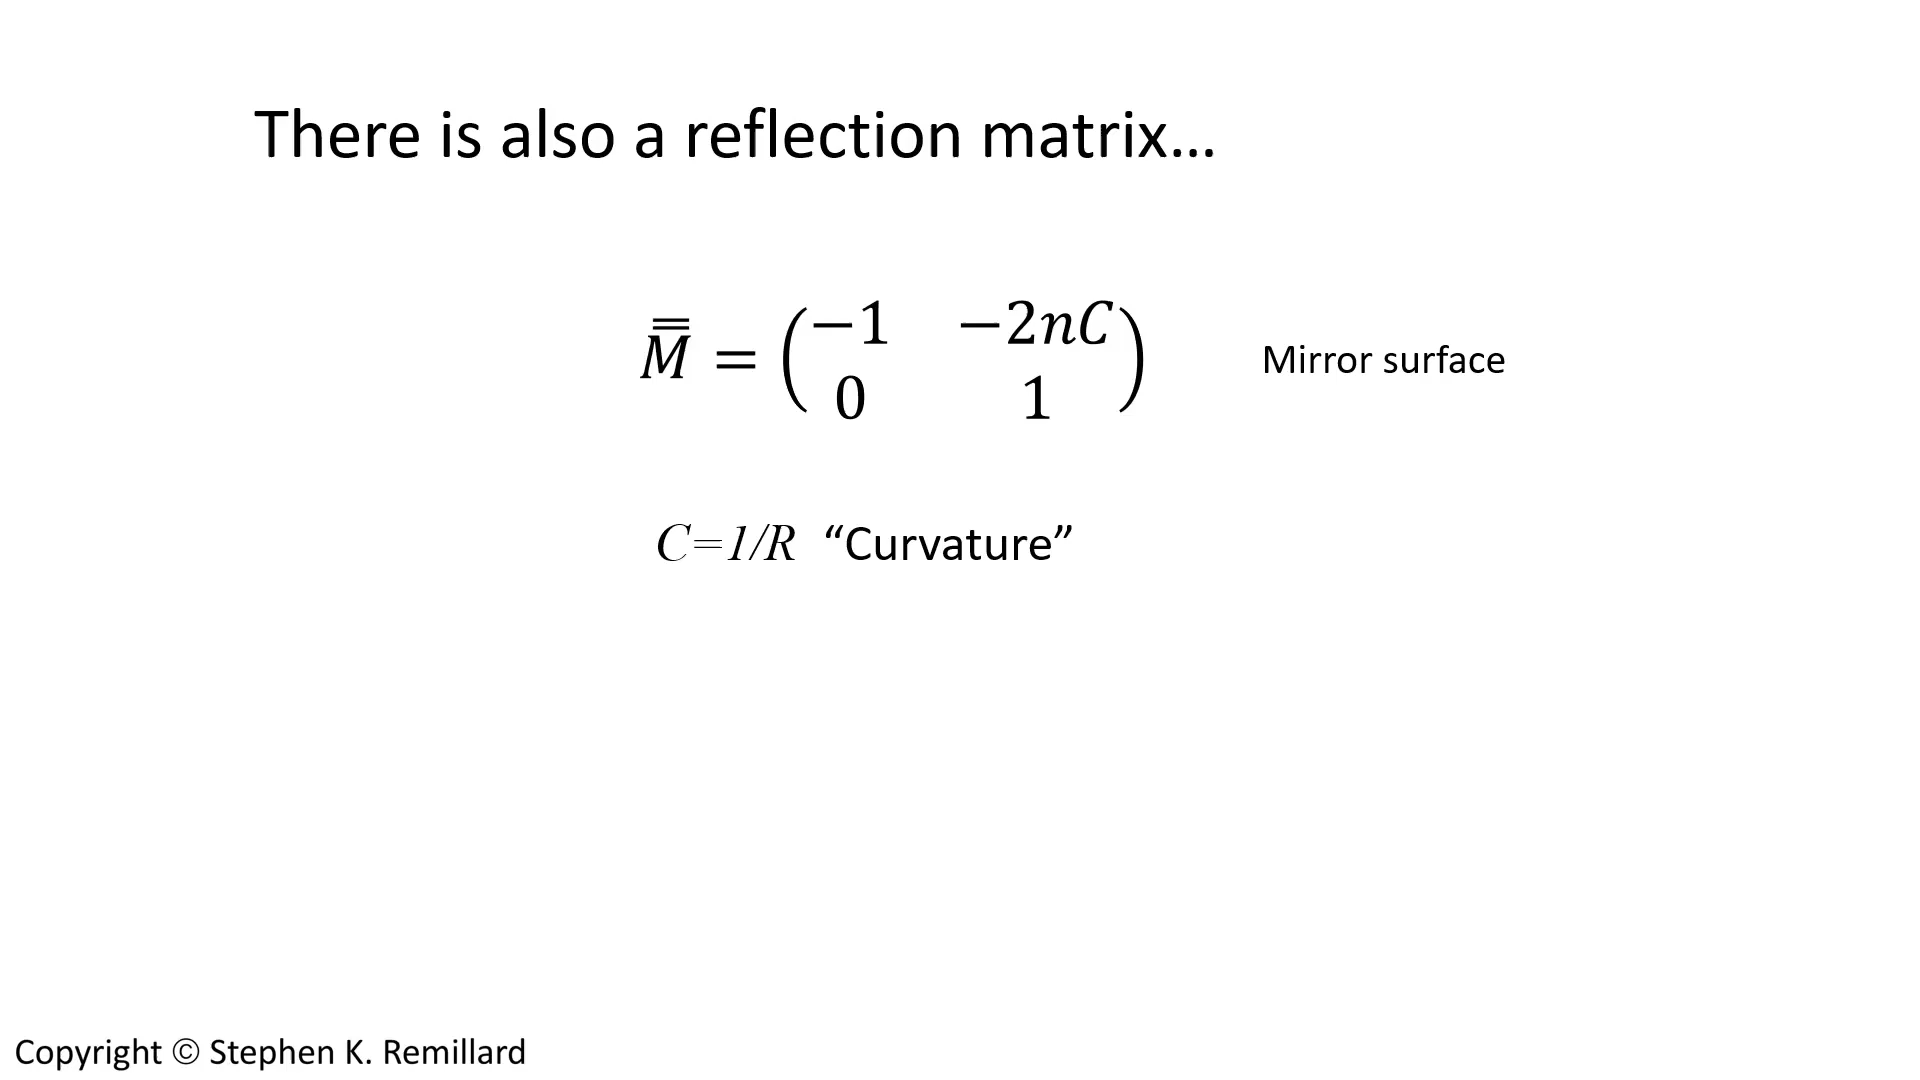 There is also a reflection matrix...
M̿ = (−1 −2nC
0 1)
Mirror surface
C=1/R “Curvature”
Copyright © Stephen K. Remillard